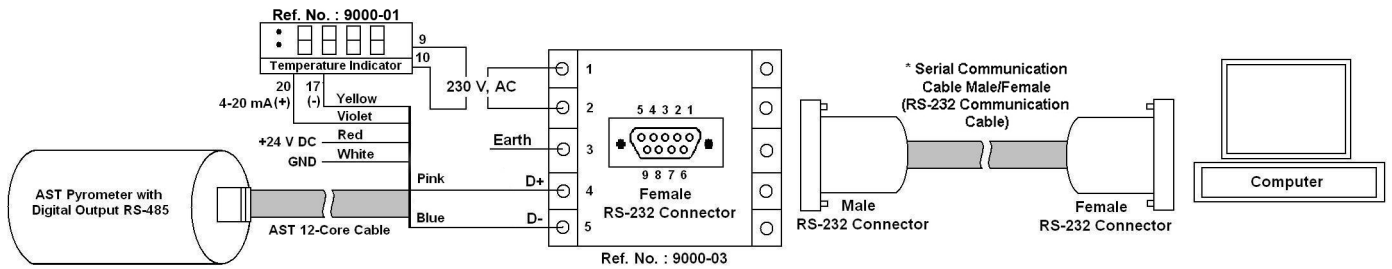 Ref. No. : 9000-01
9
10
Temperature Indicator
20
17
4-20 mA(+)
(-)
Yellow
Violet
+24 V DC
Red
GND
White
230 V, AC
AST Pyrometer with
Digital Output RS-485
AST 12-Core Cable
Pink
D+
Blue
D-
Earth
1
2
3
4
5
5 4 3 2 1
9 8 7 6
Female
RS-232 Connector
Ref. No. : 9000-03
* Serial Communication
Cable Male/Female
(RS-232 Communication
Cable)
Male
RS-232 Connector
Female
RS-232 Connector
Computer